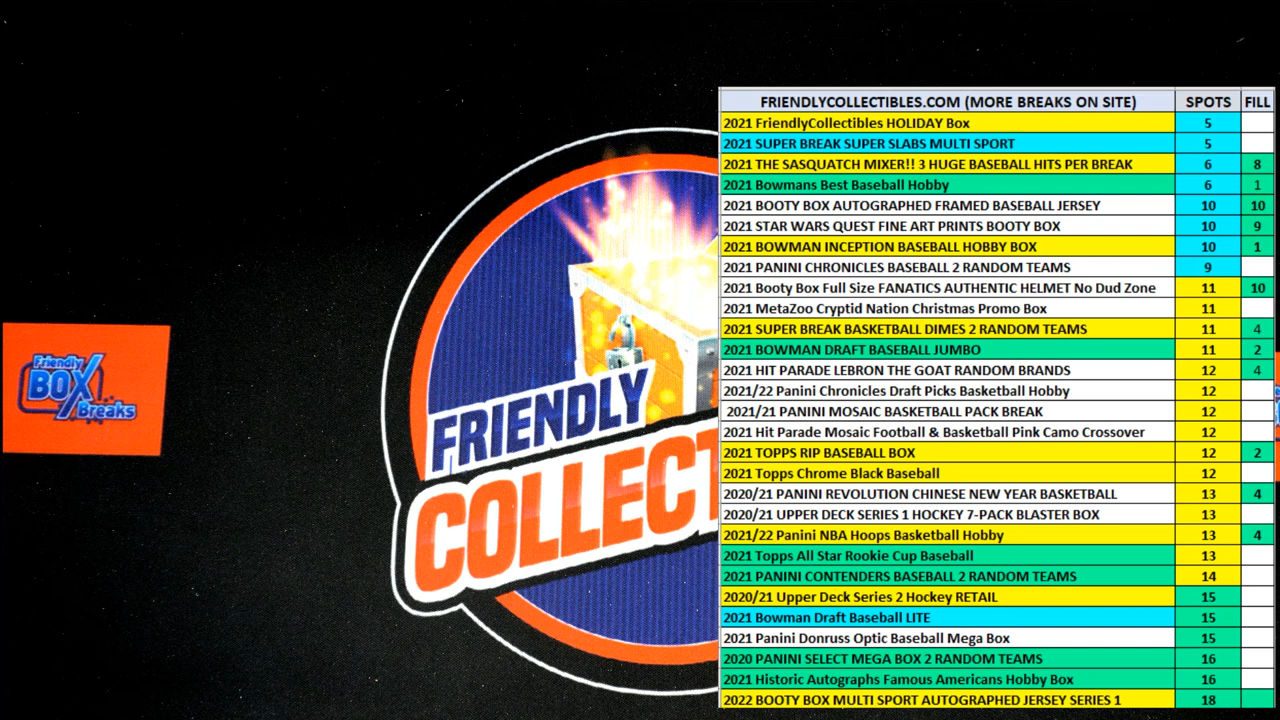 Friendly
BOX
Breaks
FRIENDLY
COLLECT
FRIENDLYCOLLECTIBLES.COM (MORE BREAKS ON SITE) SPOTS FILL
2021 FriendlyCollectibles HOLIDAY Box 5
2021 SUPER BREAK SUPER SLABS MULTI SPORT 5
2021 THE SASQUATCH MIXER!! 3 HUGE BASEBALL HITS PER BREAK 6 8
2021 Bowmans Best Baseball Hobby 6 1
2021 BOOTY BOX AUTOGRAPHED FRAMED BASEBALL JERSEY 10 10
2021 STAR WARS QUEST FINE ART PRINTS BOOTY BOX 10 9
2021 BOWMAN INCEPTION BASEBALL HOBBY BOX 10 1
2021 PANINI CHRONICLES BASEBALL 2 RANDOM TEAMS 9
2021 Booty Box Full Size FANATICS AUTHENTIC HELMET No Dud Zone 11 10
2021 MetaZoo Cryptid Nation Christmas Promo Box 11
2021 SUPER BREAK BASKETBALL DIMES 2 RANDOM TEAMS 11 4
2021 BOWMAN DRAFT BASEBALL JUMBO 11 2
2021 HIT PARADE LEBRON THE GOAT RANDOM BRANDS 12 4
2021/22 Panini Chronicles Draft Picks Basketball Hobby 12
2021/21 PANINI MOSAIC BASKETBALL PACK BREAK 12
2021 Hit Parade Mosaic Football & Basketball Pink Camo Crossover 12
2021 TOPPS RIP BASEBALL BOX 12 2
2021 Topps Chrome Black Baseball 12
2020/21 PANINI REVOLUTION CHINESE NEW YEAR BASKETBALL 13 4
2020/21 UPPER DECK SERIES 1 HOCKEY 7-PACK BLASTER BOX 13
2021/22 Panini NBA Hoops Basketball Hobby 13 4
2021 Topps All Star Rookie Cup Baseball 13
2021 PANINI CONTENDERS BASEBALL 2 RANDOM TEAMS 14
2020/21 Upper Deck Series 2 Hockey RETAIL 15
2021 Bowman Draft Baseball LITE 15
2021 Panini Donruss Optic Baseball Mega Box 15
2020 PANINI SELECT MEGA BOX 2 RANDOM TEAMS 16
2021 Historic Autographs Famous Americans Hobby Box 16
2022 BOOTY BOX MULTI SPORT AUTOGRAPHED JERSEY SERIES 1 18